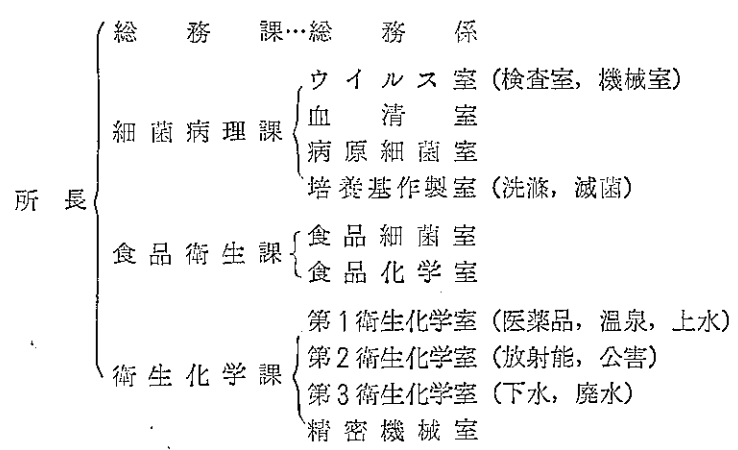 総務課…総務係
ウイルス室(検査室,機械室)
血清室
細菌病理課
病原細菌室
培養基作製室(洗滌,滅菌)
所長
食品細菌室
食品衛生課
食品化学室
第1衛生化学室(医薬品,温泉,上水)
第2衛生化学室(放射能,公害)
衛生化学課
第3衛生化学室(下水,廃水)
精密機械室